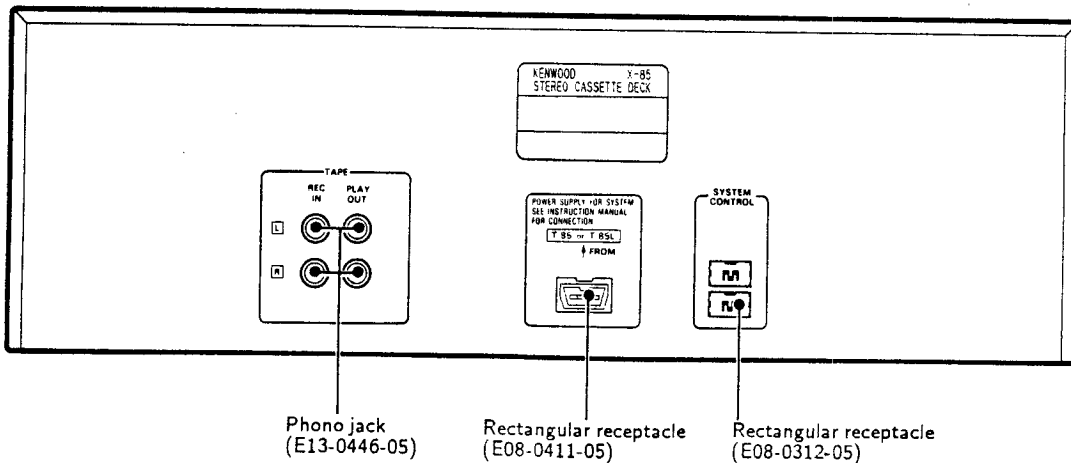 KENWOOD X-85
STEREO CASSETTE DECK
TAPE
REC IN
PLAY OUT
L
R
POWER SUPPLY FOR SYSTEM
SEE INSTRUCTION MANUAL
FOR CONNECTION
T 85 or T 85L
FROM
SYSTEM
CONTROL
Phono jack
(E13-0446-05)
Rectangular receptacle
(E08-0411-05)
Rectangular receptacle
(E08-0312-05)